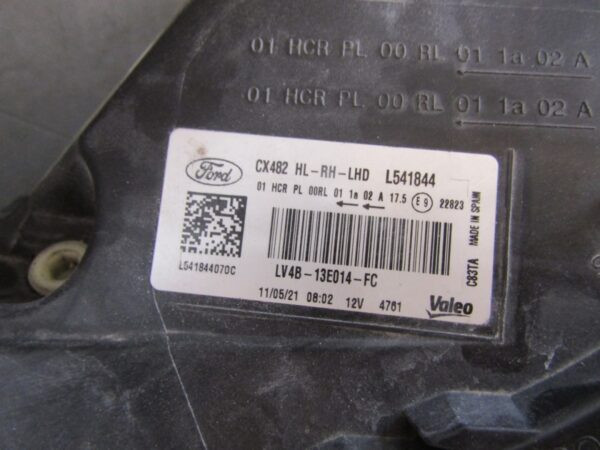 01 HCR PL 00 RL 01 1a 02 A
01 HCR PL 00 RL 01 1a 02 A
Ford
CX482 HL-RH-LHD L541844
01 HCR PL 00RL 01 1a 02 A 17.5 E9 22823
L541844070C
LV4B-13E014-FC
11/05/21 08:02 12V 4761
Valeo
C83TA MADE IN SPAIN